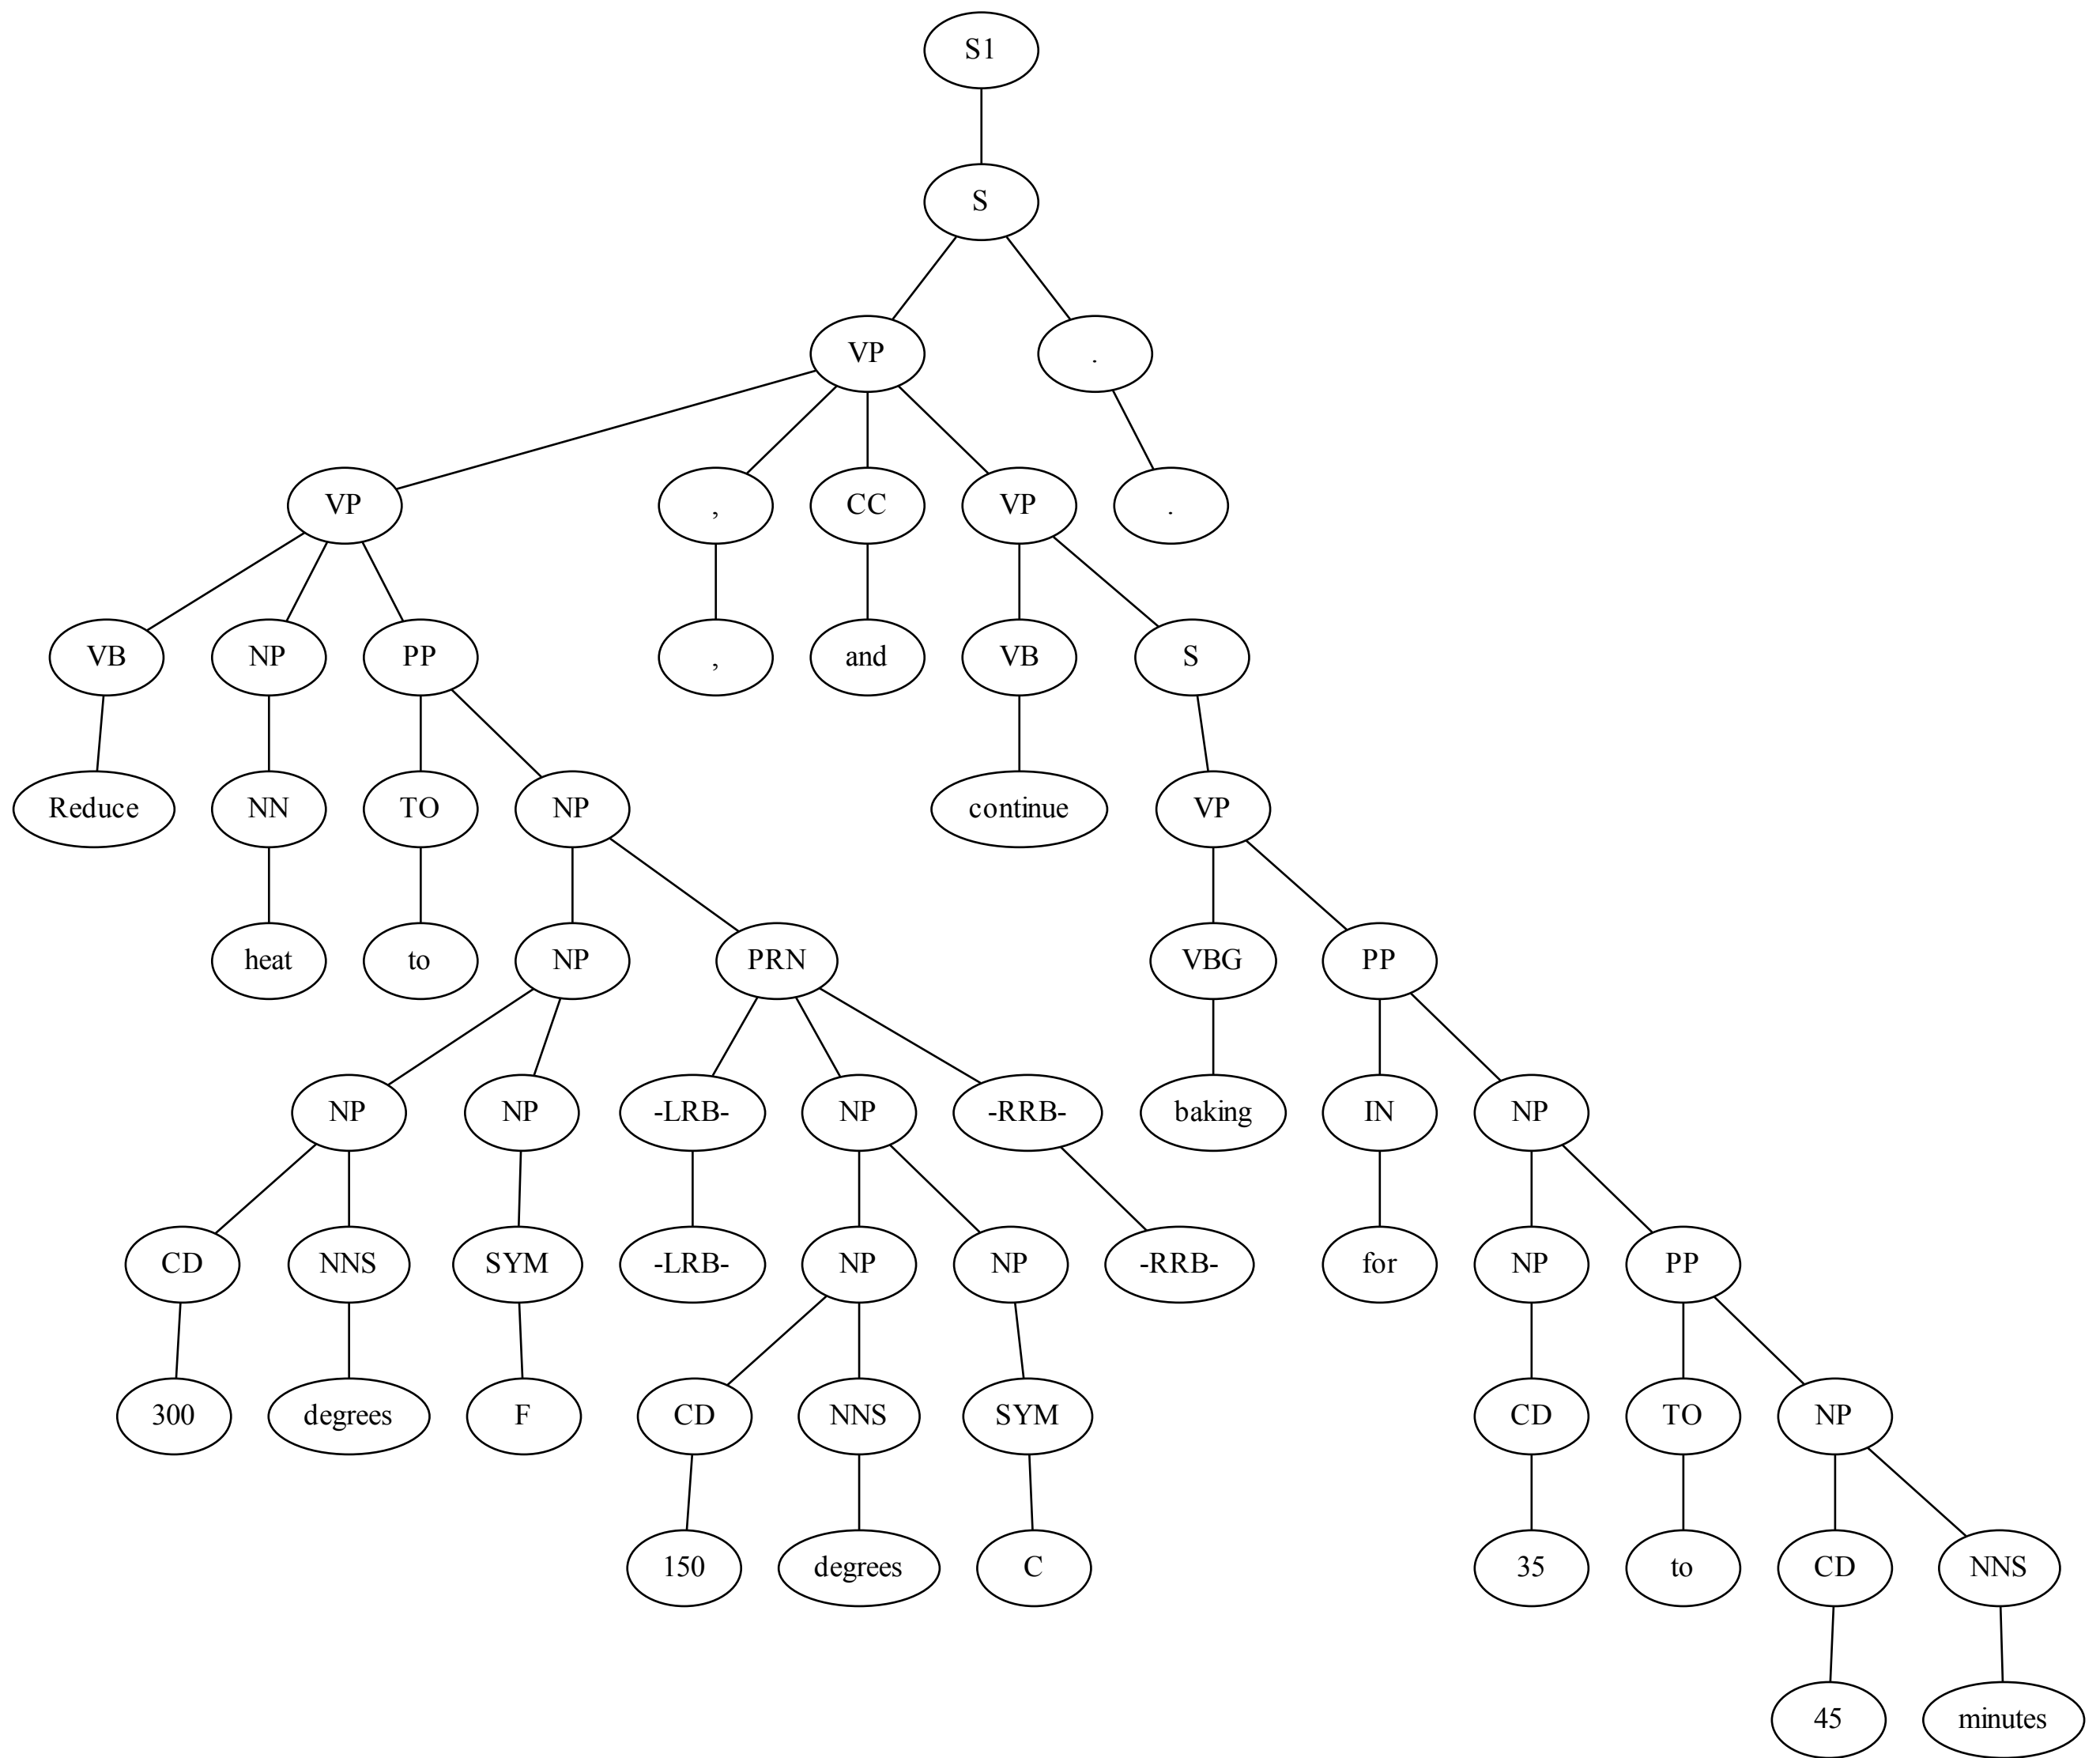 S1
S
VP .
VP , CC VP .
VB NP PP , and VB S
Reduce NN TO NP continue VP
heat to NP PRN VBG PP
NP NP -LRB- NP -RRB- baking IN NP
CD NNS SYM -LRB- NP NP -RRB- for NP PP
300 degrees F CD NNS SYM CD TO NP
150 degrees C 35 to CD NNS
45 minutes